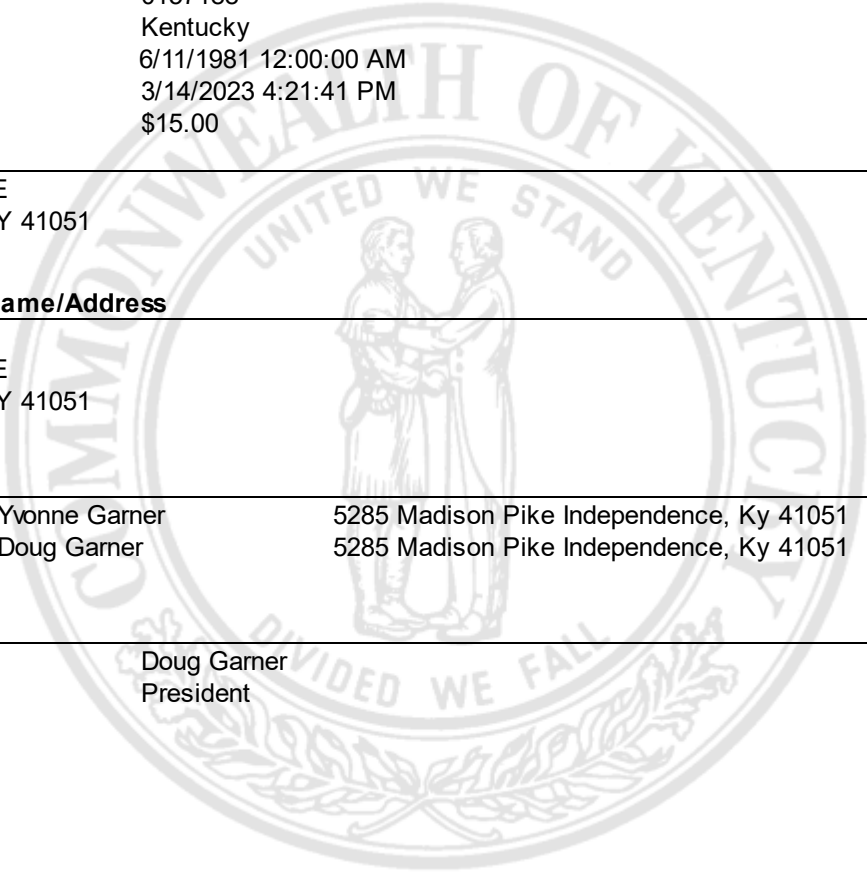 Kentucky
6/11/1981 12:00:00 AM
3/14/2023 4:21:41 PM
$15.00
E
Y 41051
ame/Address
E
Y 41051
Yvonne Garner 5285 Madison Pike Independence, Ky 41051
Doug Garner 5285 Madison Pike Independence, Ky 41051
Doug Garner
President
COMMONWEALTH OF KENTUCKY
UNITED WE STAND
DIVIDED WE FALL